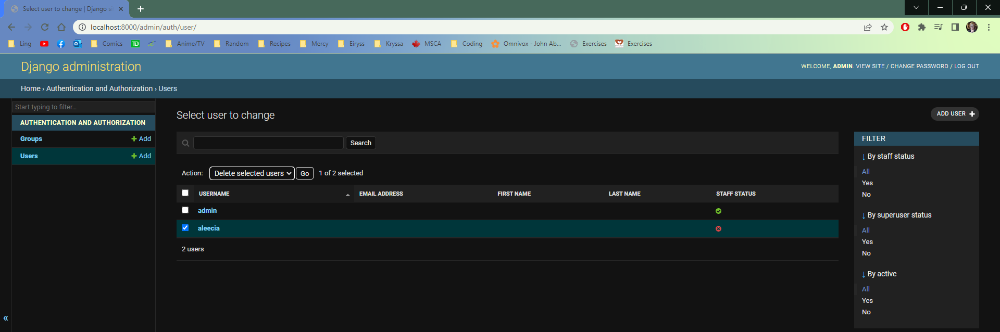 Select user to change | Django si
localhost:8000/admin/auth/user/
Ling Comics TD Anime/TV Random Recipes Mercy Eiryss Kryssa MSCA Coding Omnivox - John Ab... Exercises Exercises
Django administration
WELCOME, ADMIN. VIEW SITE / CHANGE PASSWORD / LOG OUT
Home › Authentication and Authorization › Users
Start typing to filter...
AUTHENTICATION AND AUTHORIZATION
Groups + Add
Users + Add
«
Select user to change
ADD USER +
Search
Action: Delete selected users Go 1 of 2 selected
USERNAME EMAIL ADDRESS FIRST NAME LAST NAME STAFF STATUS
admin
aleecia
2 users
FILTER
↓ By staff status
All
Yes
No
↓ By superuser status
All
Yes
No
↓ By active
All
Yes
No